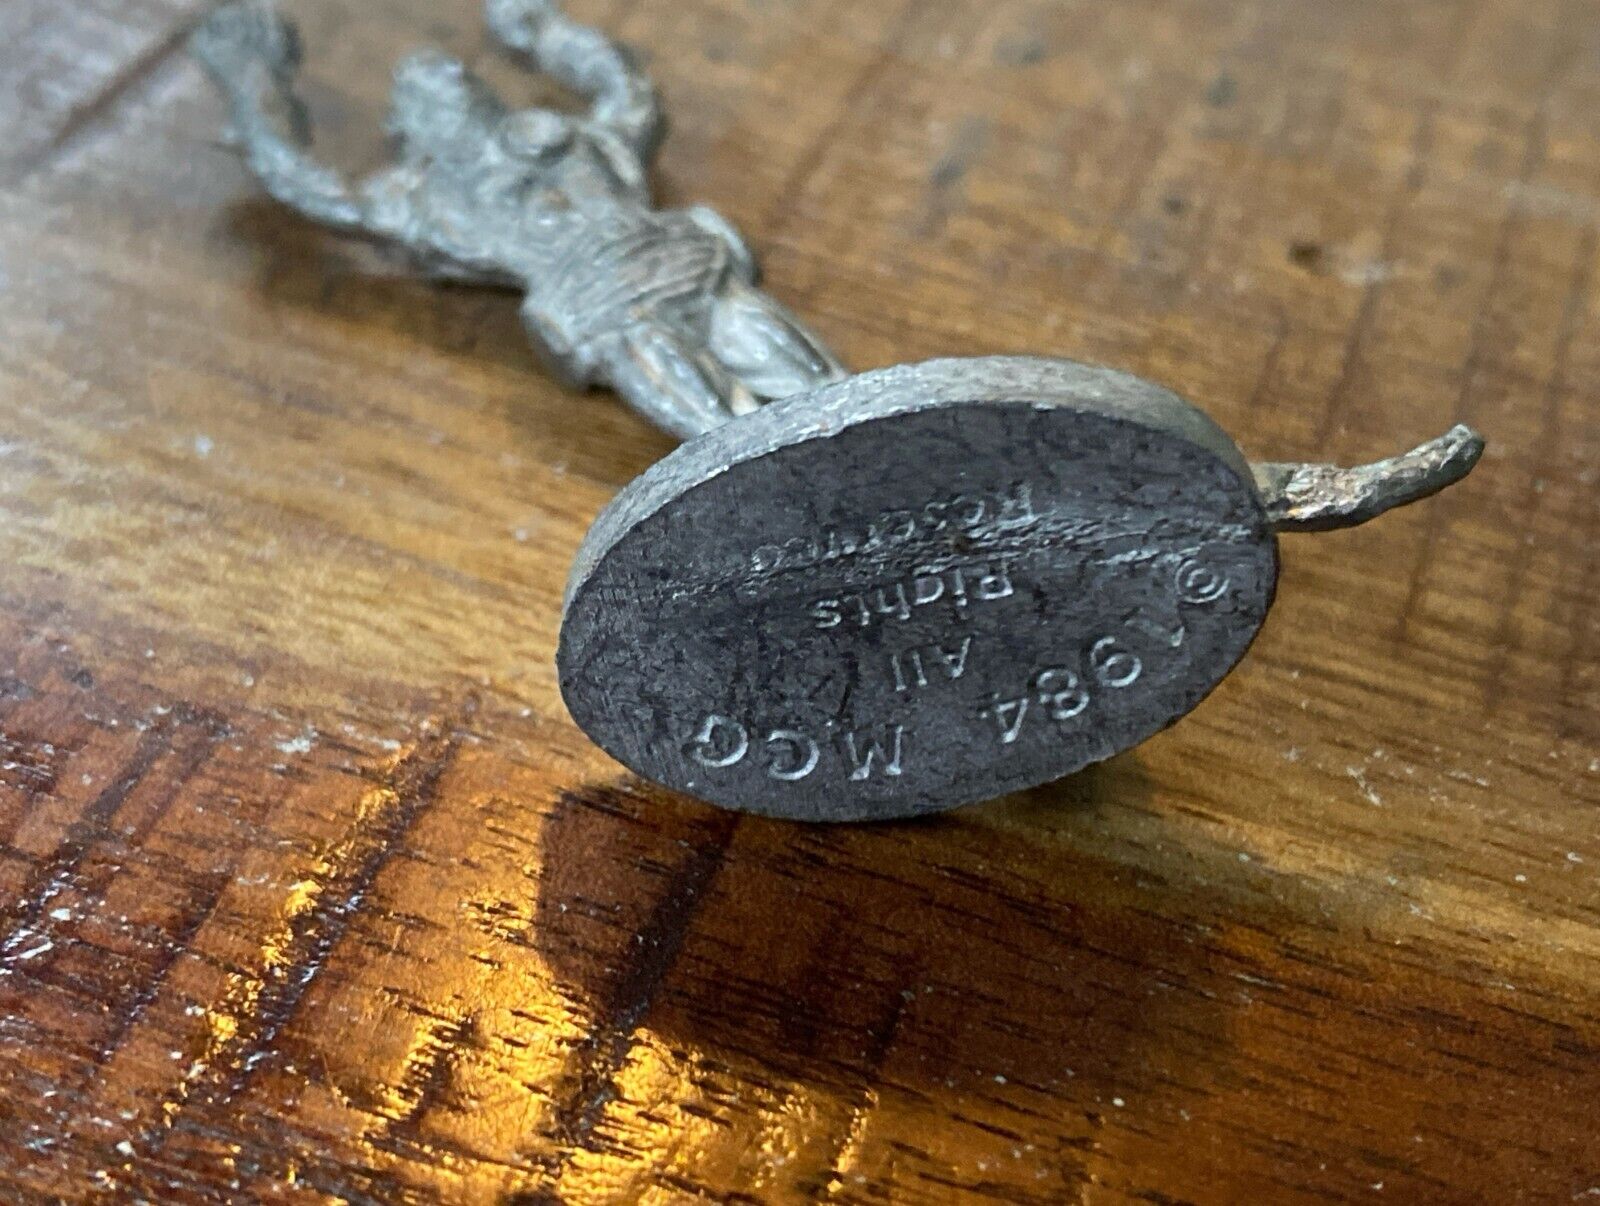 © 1984 MCG
All
Rights
Reserved